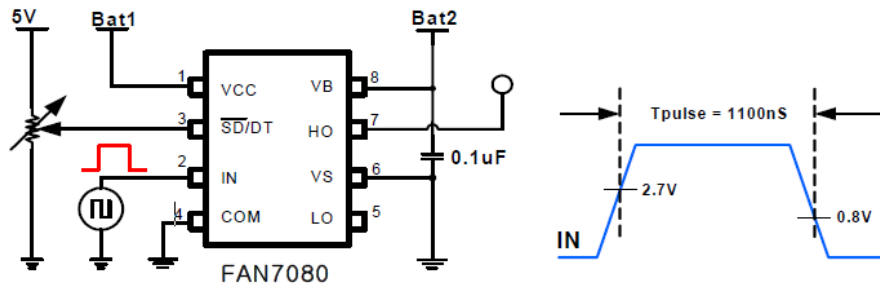 5V
Bat1
Bat2
1
VCC
VB
8
3
SD/DT
HO
7
2
IN
VS
6
0.1uF
4
COM
LO
5
FAN7080
Tpulse = 1100nS
2.7V
0.8V
IN